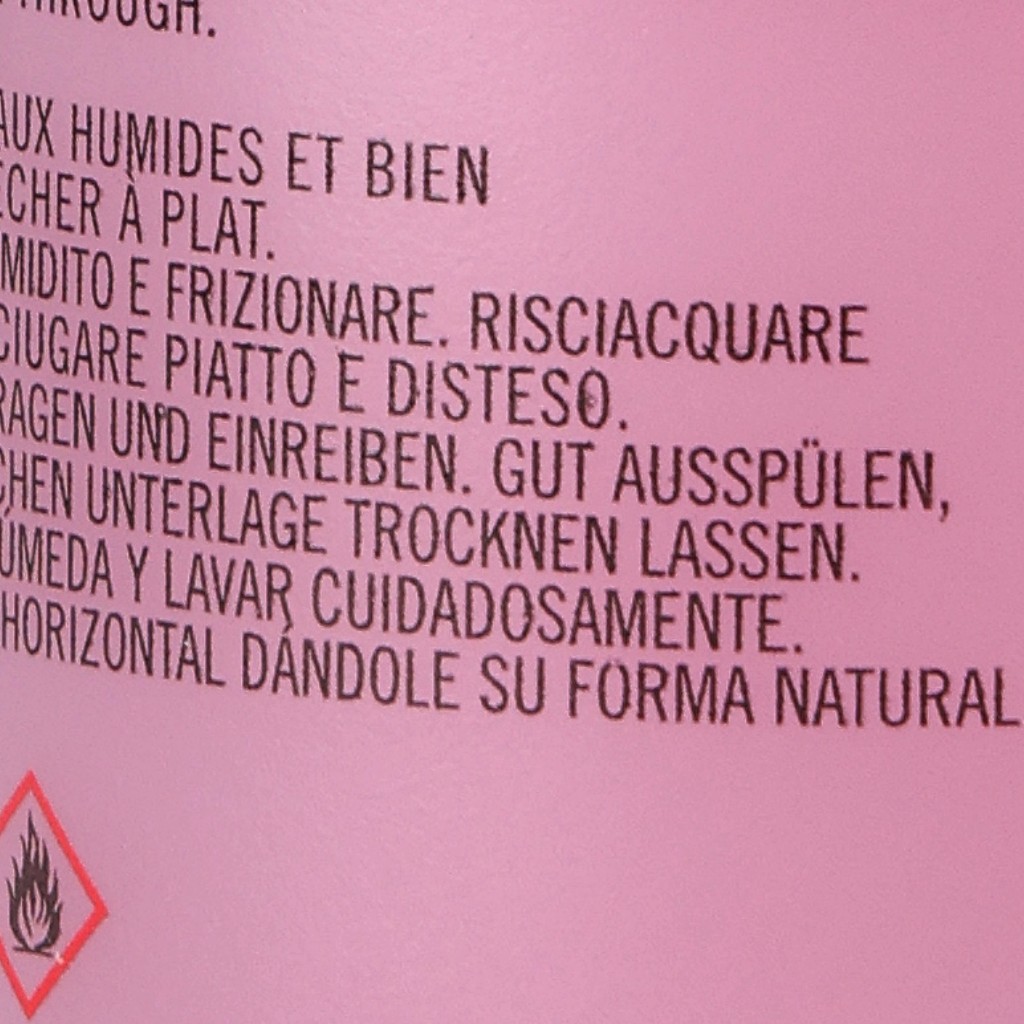 THROUGH.
AUX HUMIDES ET BIEN
ÉCHER À PLAT.
MIDITO E FRIZIONARE. RISCIACQUARE
CIUGARE PIATTO E DISTESO.
RAGEN UND EINREIBEN. GUT AUSSPÜLEN,
CHEN UNTERLAGE TROCKNEN LASSEN.
ÚMEDA Y LAVAR CUIDADOSAMENTE.
HORIZONTAL DÁNDOLE SU FORMA NATURAL